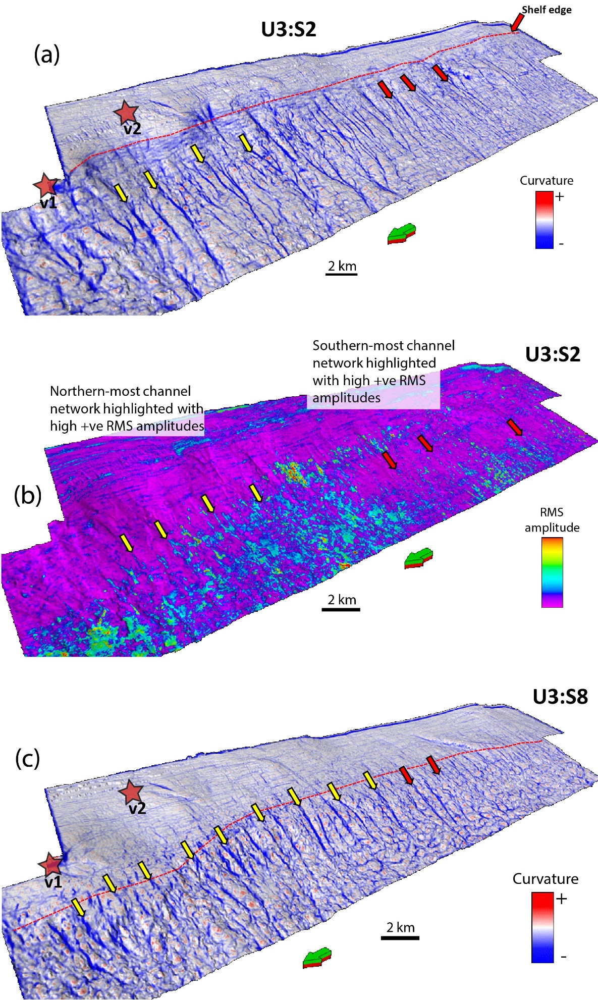 Shelf edge
U3:S2
(a)
v2
v1
Curvature
+
-
2 km
Southern-most channel
network highlighted
with high +ve RMS
amplitudes
U3:S2
Northern-most channel
network highlighted with
high +ve RMS amplitudes
(b)
RMS
amplitude
2 km
U3:S8
(c)
v2
v1
Curvature
+
-
2 km